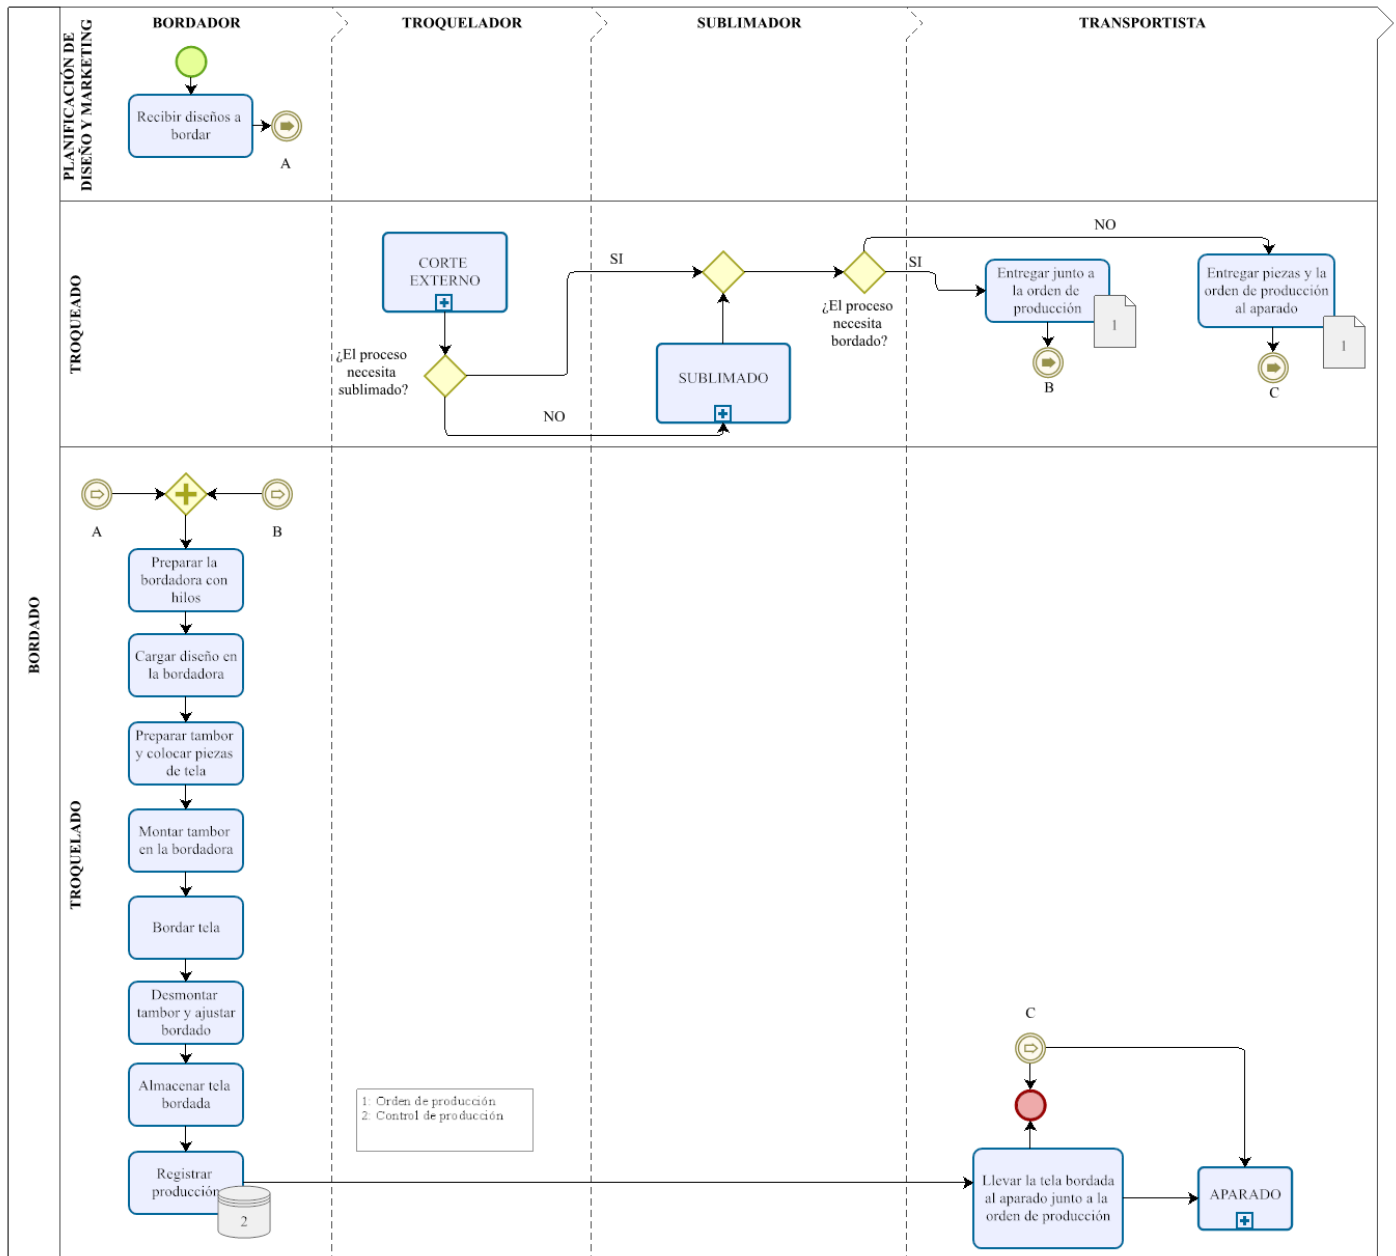 BORDADOR
TROQUELADOR
SUBLIMADOR
TRANSPORTISTA
PLANIFICACIÓN DE
DISEÑO Y MARKETING
Recibir diseños a
bordar
A
TROQUEADO
CORTE
EXTERNO
¿El proceso
necesita
sublimado?
SI
NO
SUBLIMADO
¿El proceso
necesita
bordado?
SI
NO
Entregar junto a
la orden de
producción
1
B
Entregar piezas y la
orden de producción
al aparado
1
C
BORDADO
TROQUELADO
A
B
Preparar la
bordadora con
hilos
Cargar diseño en
la bordadora
Preparar tambor
y colocar piezas
de tela
Montar tambor
en la bordadora
Bordar tela
Desmontar
tambor y ajustar
bordado
Almacenar tela
bordada
Registrar
producción
2
1: Orden de producción
2: Control de producción
C
Llevar la tela bordada
al aparado junto a la
orden de producción
APARADO